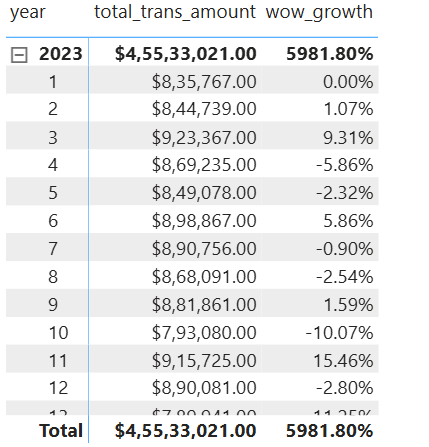 year total_trans_amount wow_growth
2023 $4,55,33,021.00 5981.80%
1 $8,35,767.00 0.00%
2 $8,44,739.00 1.07%
3 $9,23,367.00 9.31%
4 $8,69,235.00 -5.86%
5 $8,49,078.00 -2.32%
6 $8,98,867.00 5.86%
7 $8,90,756.00 -0.90%
8 $8,68,091.00 -2.54%
9 $8,81,861.00 1.59%
10 $7,93,080.00 -10.07%
11 $9,15,725.00 15.46%
12 $8,90,081.00 -2.80%
Total $4,55,33,021.00 5981.80%